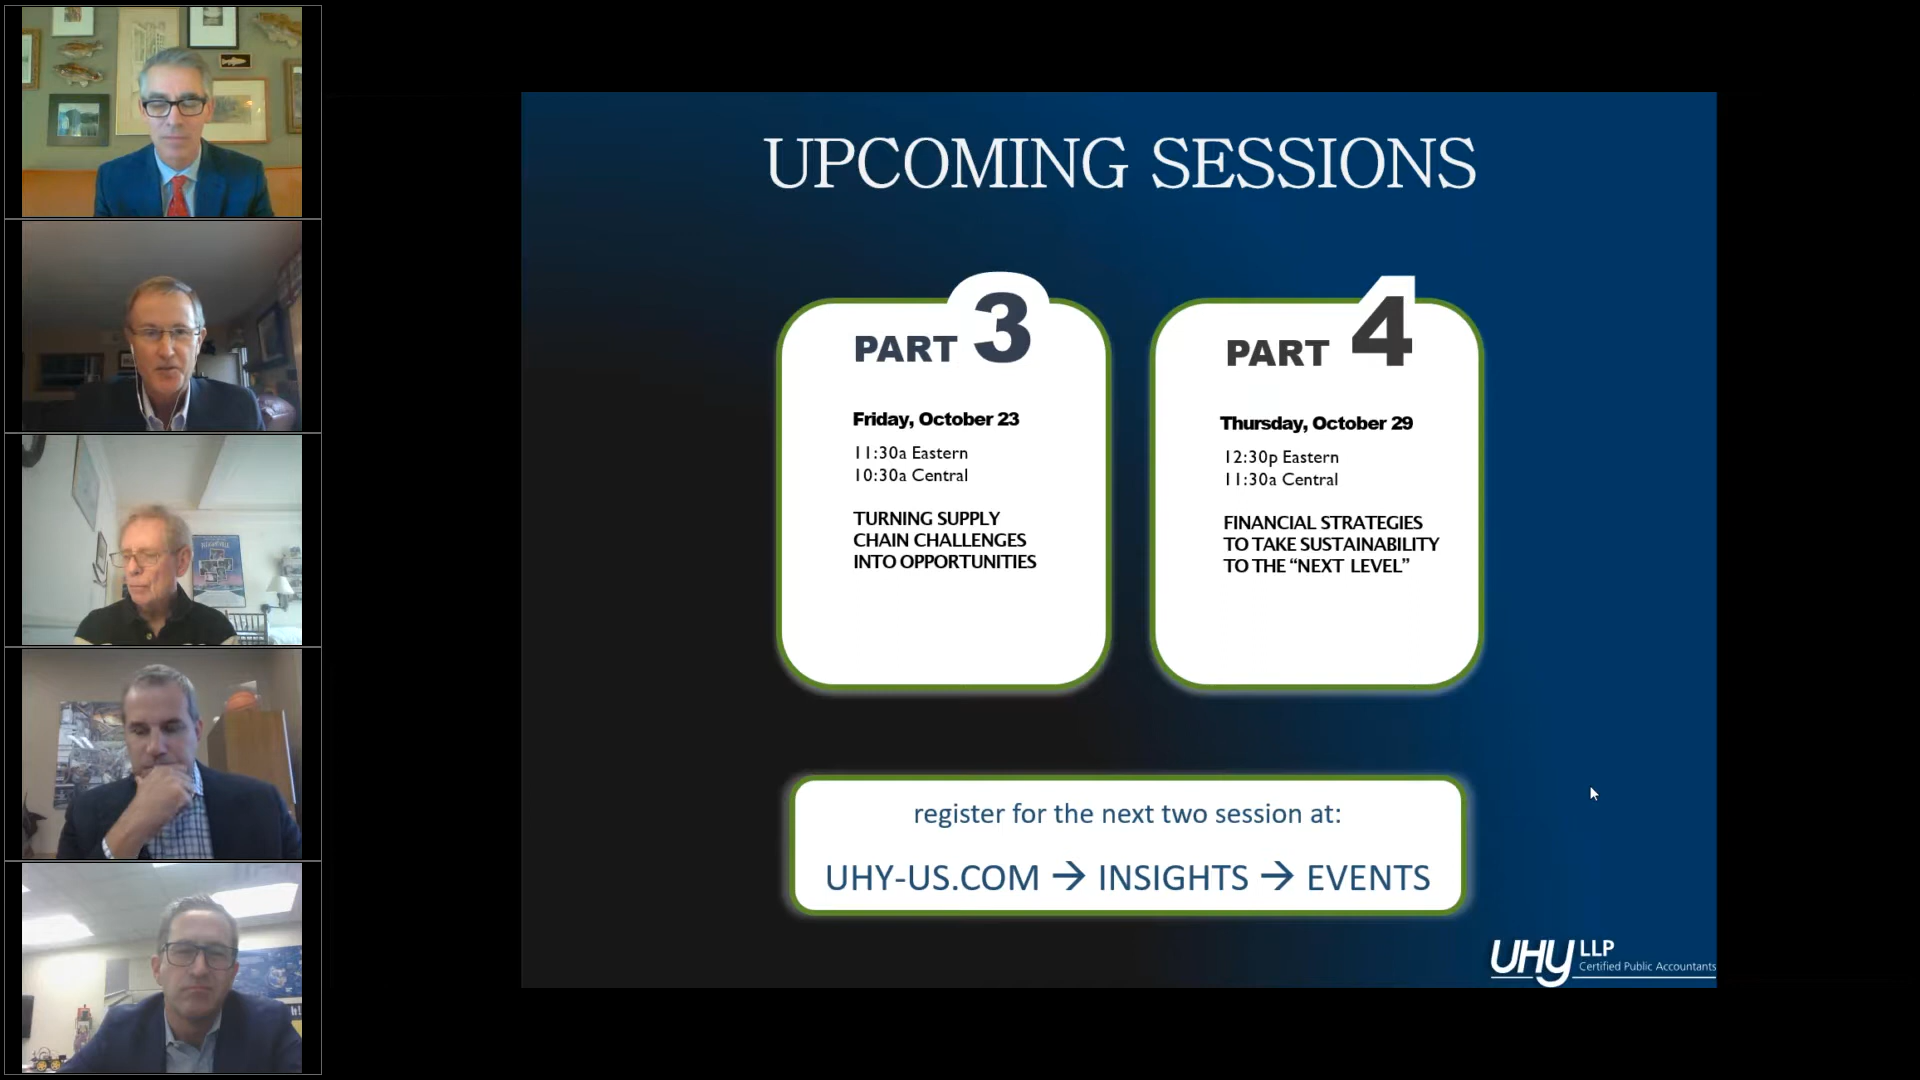 UPCOMING SESSIONS
PART 3
Friday, October 23
11:30a Eastern
10:30a Central
TURNING SUPPLY
CHAIN CHALLENGES
INTO OPPORTUNITIES
PART 4
Thursday, October 29
12:30p Eastern
11:30a Central
FINANCIAL STRATEGIES
TO TAKE SUSTAINABILITY
TO THE “NEXT LEVEL”
register for the next two session at:
UHY-US.COM → INSIGHTS → EVENTS
UHY LLP
Certified Public Accountants